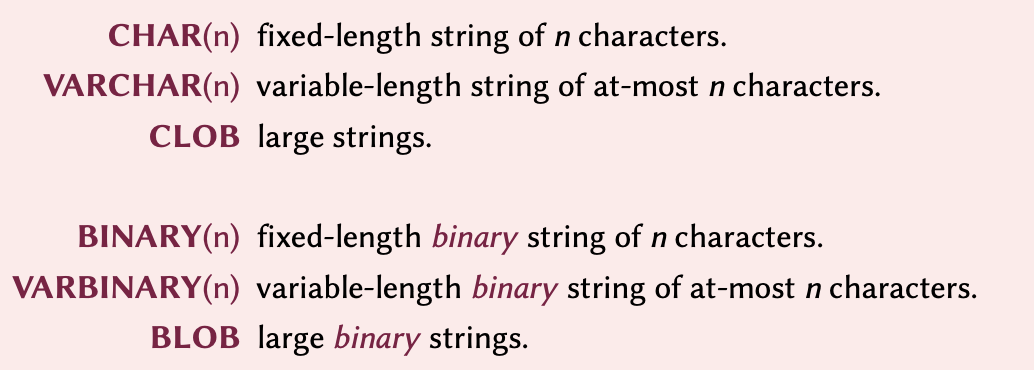 CHAR(n) fixed-length string of n characters.
VARCHAR(n) variable-length string of at-most n characters.
CLOB large strings.
BINARY(n) fixed-length binary string of n characters.
VARBINARY(n) variable-length binary string of at-most n characters.
BLOB large binary strings.